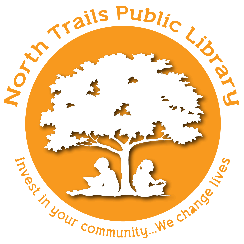 North Trails Public Library
Invest in your community...We change lives